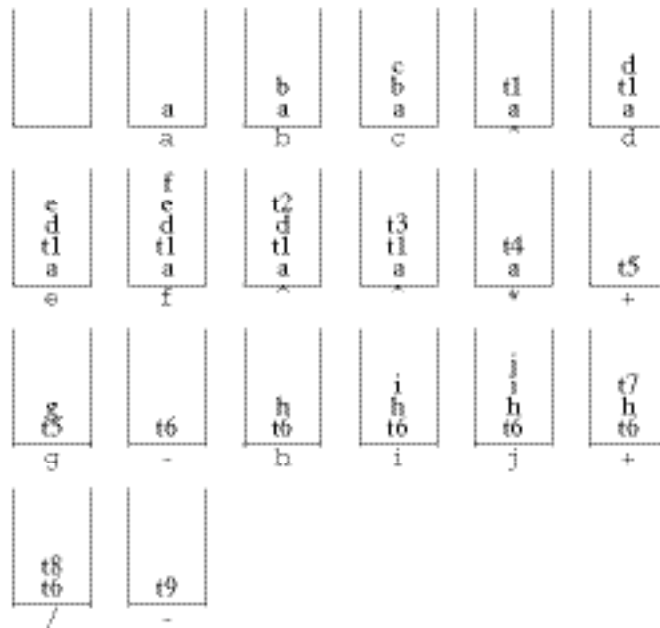 c d
b b t1 t1
a a a a a
a b c ^ d
e e t2
d d d t3
t1 t1 t1 t1 t4
a a a a a t5
e f ^ ^ * +
i t7
g h h h h
t5 t6 t6 t6 t6 t6
g - h i j +
t8
t6 t9
/ -